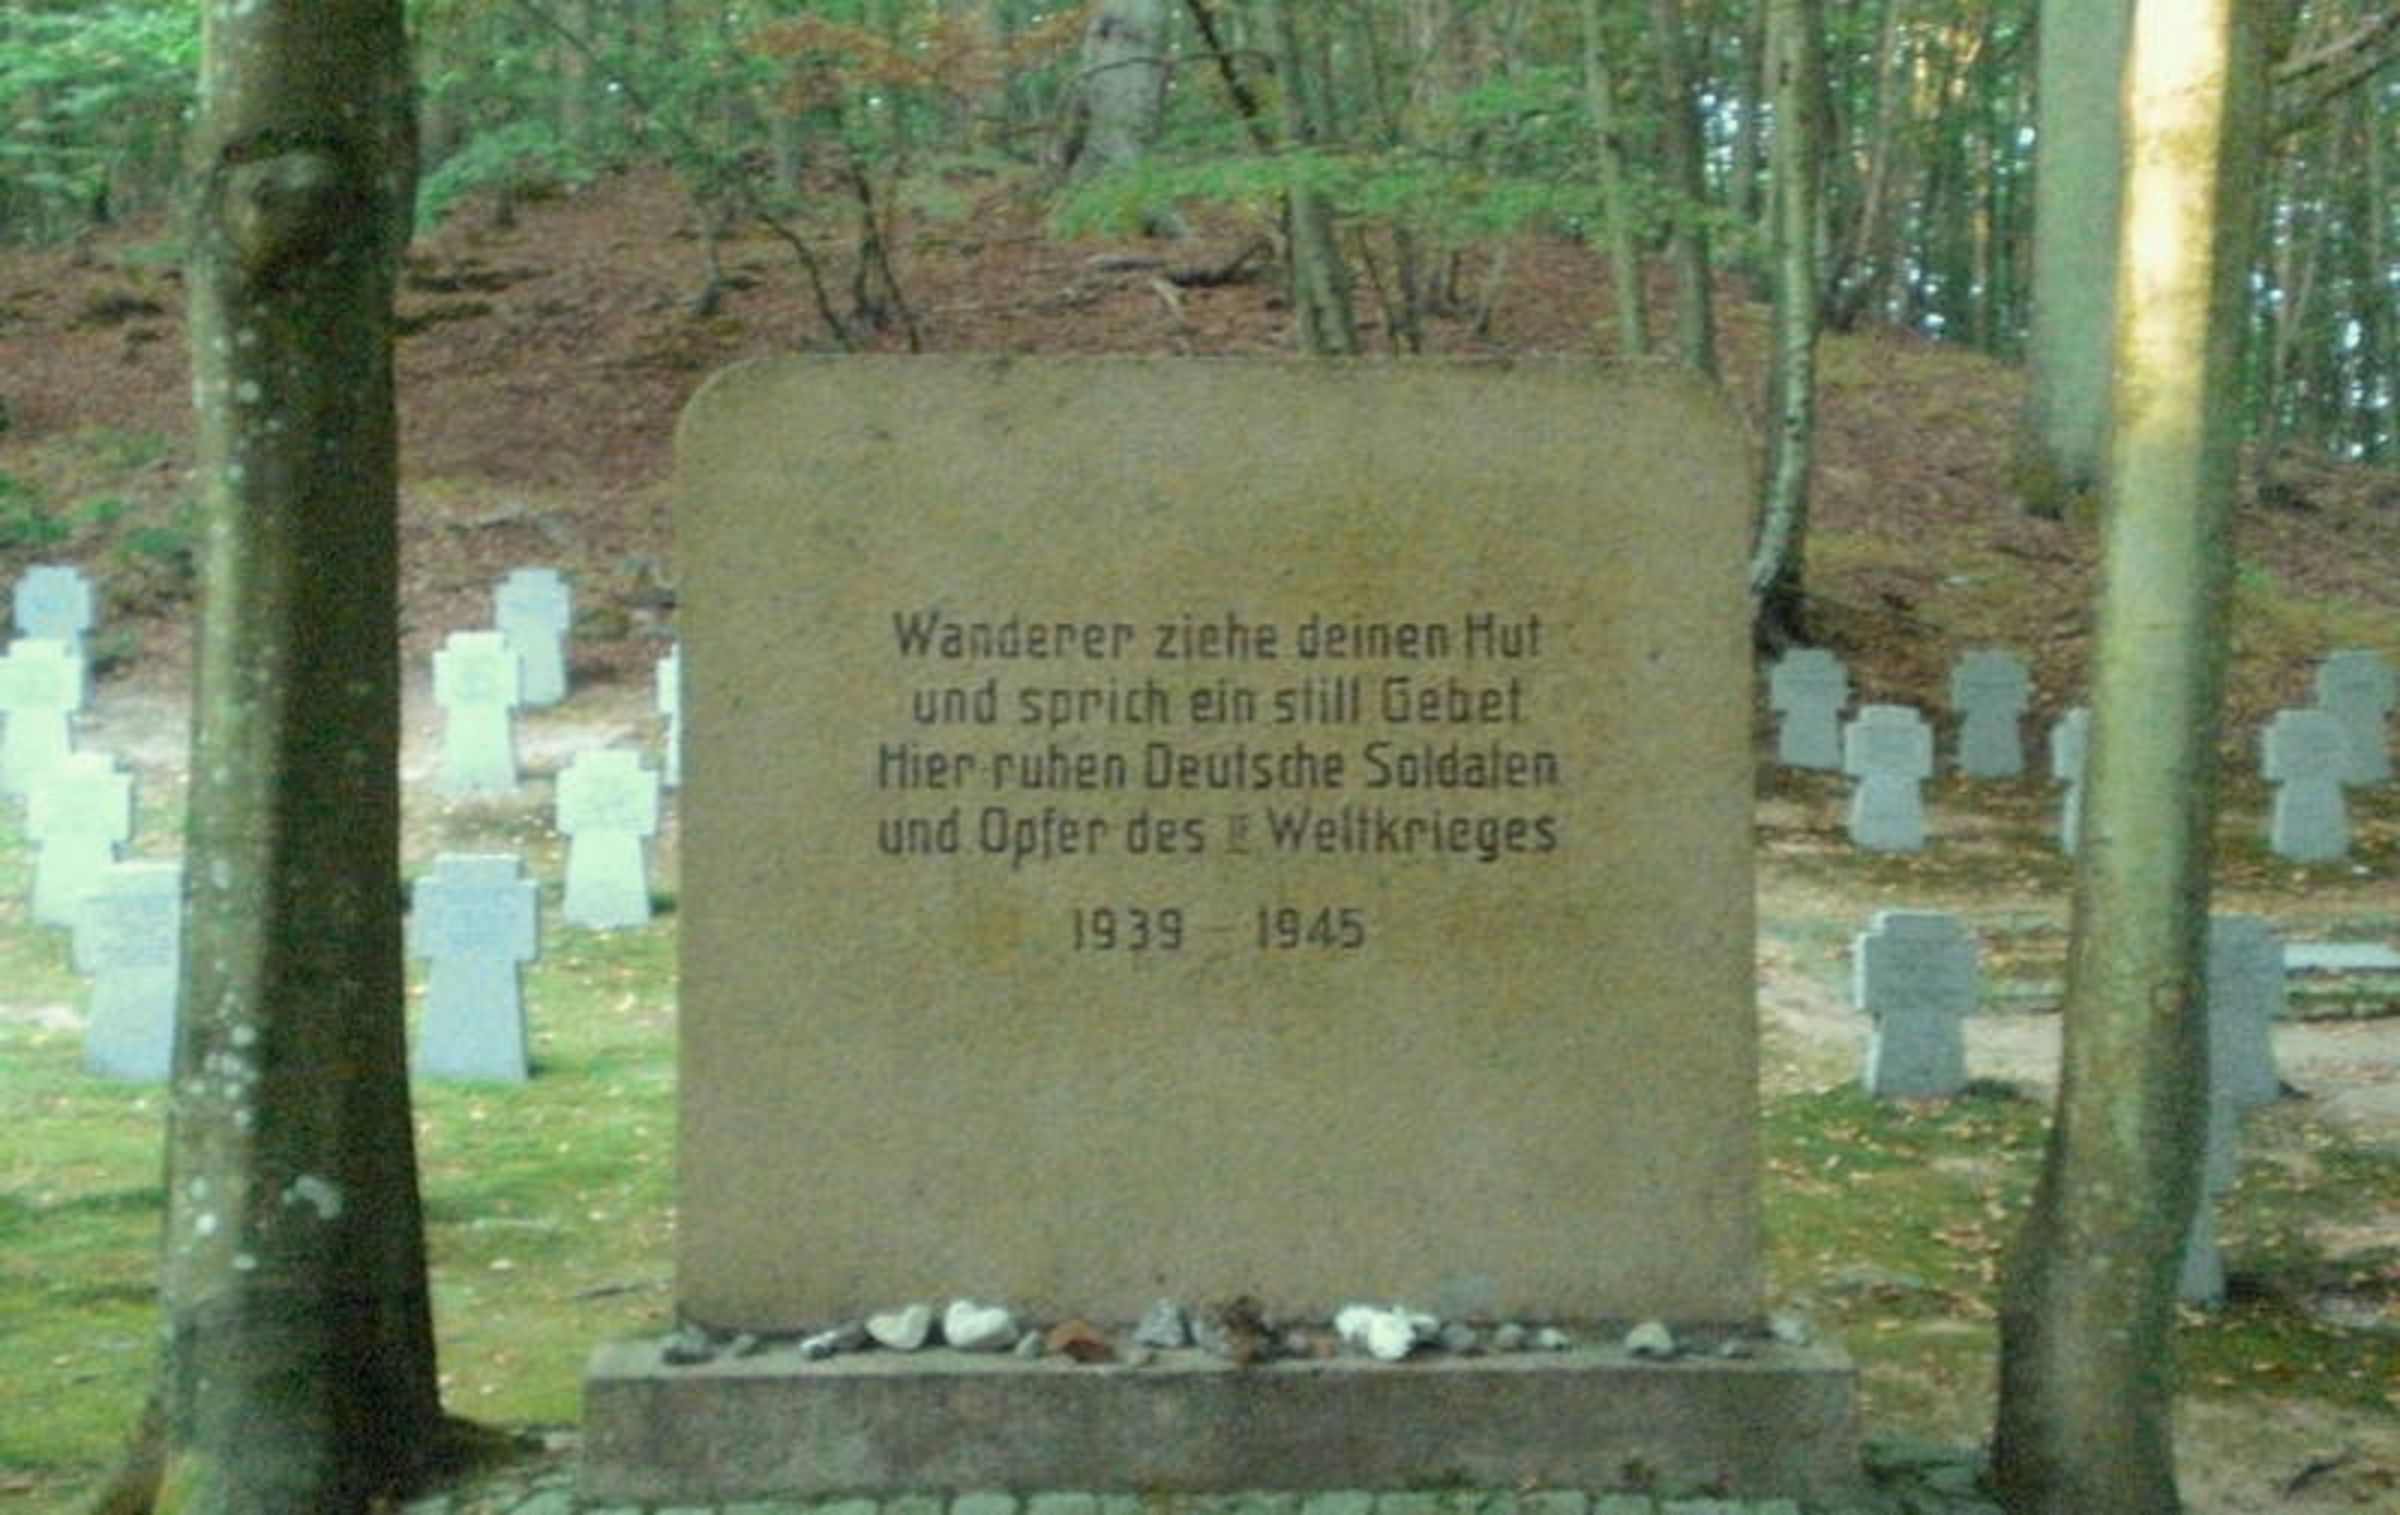 Wanderer ziehe deinen Hut
und sprich ein still Gebet
Hier ruhen Deutsche Soldaten
und Opfer des II Weltkrieges
1939 – 1945